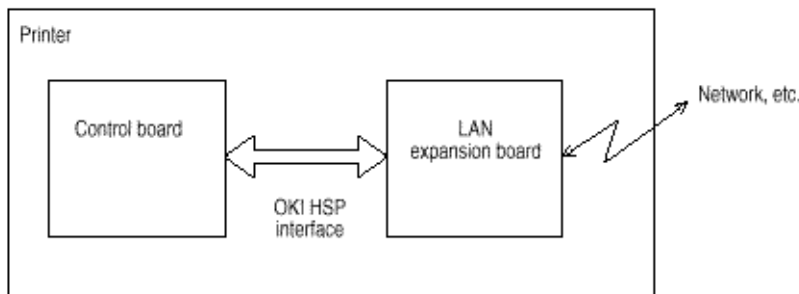 Printer
Control board
LAN
expansion board
Network, etc.
OKI HSP
interface